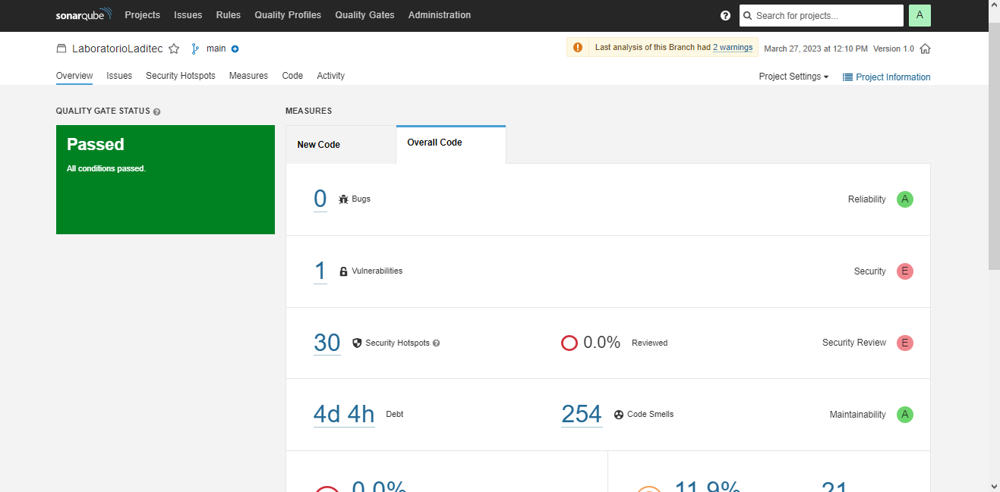 sonarqube Projects Issues Rules Quality Profiles Quality Gates Administration ? Search for projects... A
LaboratorioLaditec main Last analysis of this Branch had 2 warnings March 27, 2023 at 12:10 PM Version 1.0
Overview Issues Security Hotspots Measures Code Activity Project Settings Project Information
QUALITY GATE STATUS ? MEASURES
Passed
All conditions passed.
New Code Overall Code
0 Bugs Reliability A
1 Vulnerabilities Security E
30 Security Hotspots ? 0.0% Reviewed Security Review E
4d 4h Debt 254 Code Smells Maintainability A
0.0% 11.9% 21